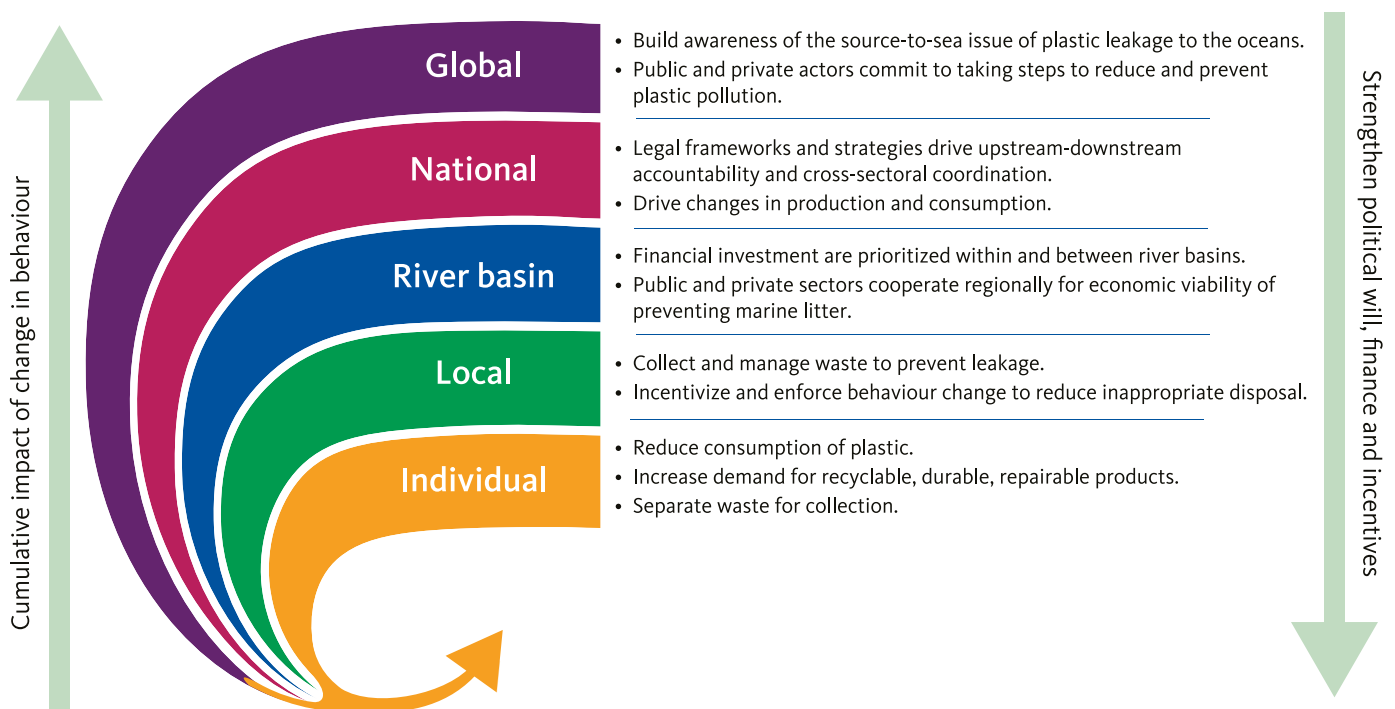 Cumulative impact of change in behaviour
Global
• Build awareness of the source-to-sea issue of plastic leakage to the oceans.
• Public and private actors commit to taking steps to reduce and prevent
plastic pollution.
National
• Legal frameworks and strategies drive upstream-downstream
accountability and cross-sectoral coordination.
• Drive changes in production and consumption.
River basin
• Financial investment are prioritized within and between river basins.
• Public and private sectors cooperate regionally for economic viability of
preventing marine litter.
Local
• Collect and manage waste to prevent leakage.
• Incentivize and enforce behaviour change to reduce inappropriate disposal.
Individual
• Reduce consumption of plastic.
• Increase demand for recyclable, durable, repairable products.
• Separate waste for collection.
Strengthen political will, finance and incentives